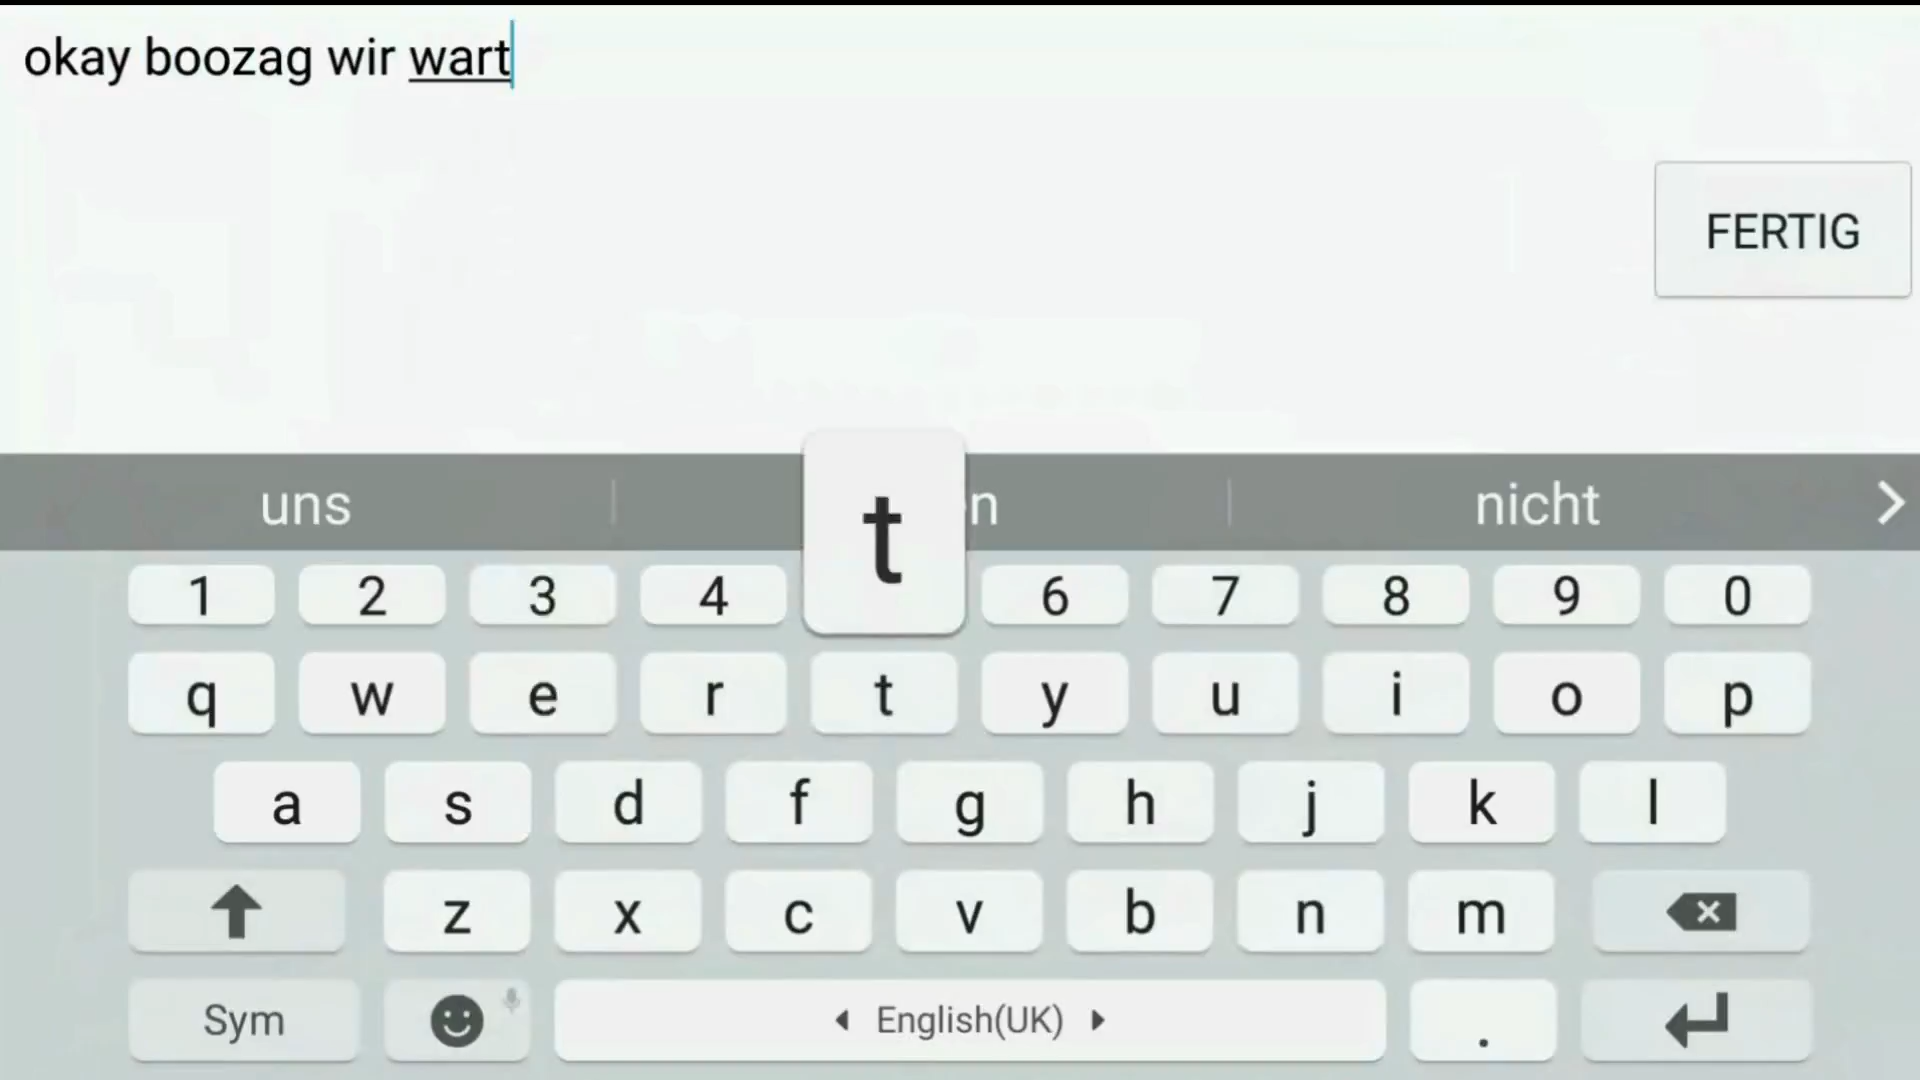 okay boozag wir wart
FERTIG
uns n nicht
t
1 2 3 4 6 7 8 9 0
q w e r t y u i o p
a s d f g h j k l
z x c v b n m
Sym English(UK) .